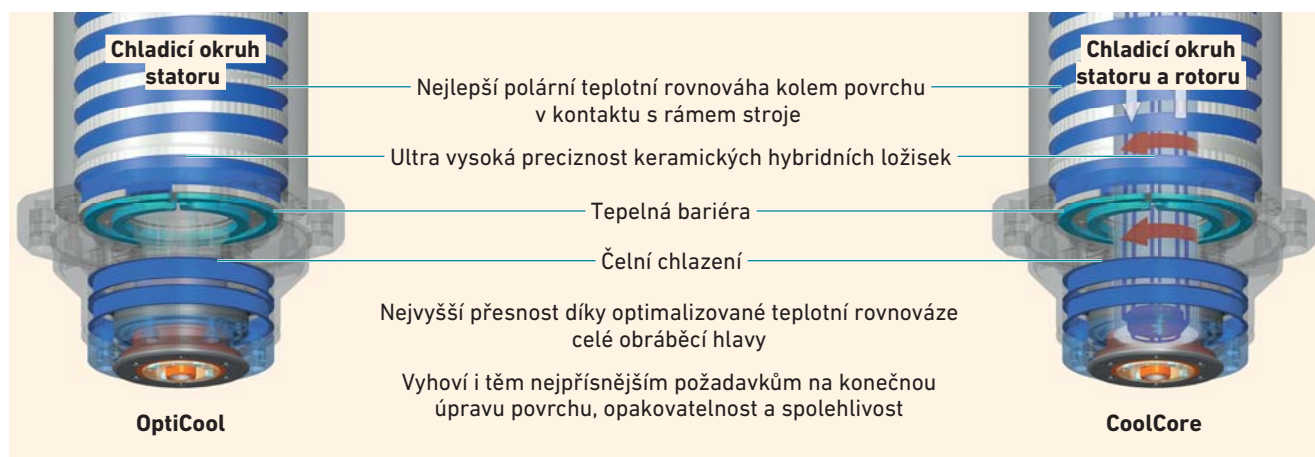 Chladicí okruh
statoru
Nejlepší polární teplotní rovnováha kolem povrchu
v kontaktu s rámem stroje
Ultra vysoká preciznost keramických hybridních ložisek
Tepelná bariéra
Čelní chlazení
Nejvyšší přesnost díky optimalizované teplotní rovnováze
celé obráběcí hlavy
Vyhoví i těm nejpřísnějším požadavkům na konečnou
úpravu povrchu, opakovatelnost a spolehlivost
OptiCool
Chladicí okruh
statoru a rotoru
CoolCore